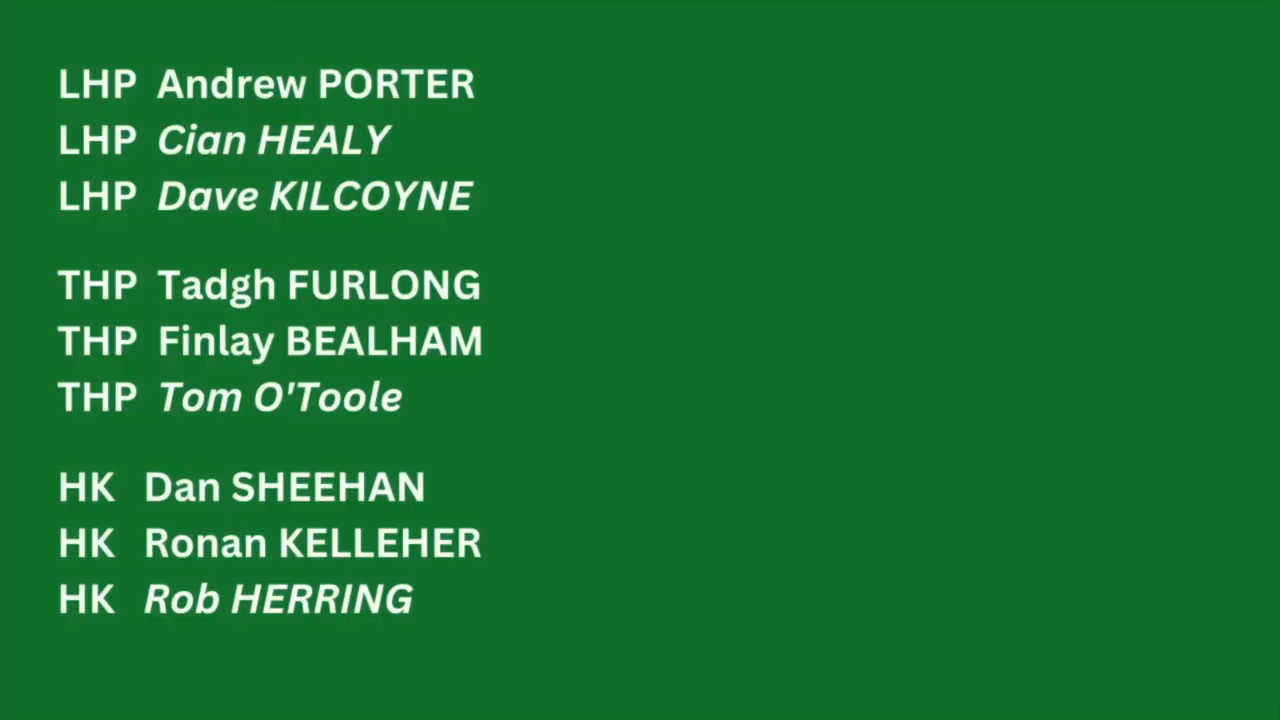 LHP Andrew PORTER
LHP Cian HEALY
LHP Dave KILCOYNE
THP Tadgh FURLONG
THP Finlay BEALHAM
THP Tom O'Toole
HK Dan SHEEHAN
HK Ronan KELLEHER
HK Rob HERRING